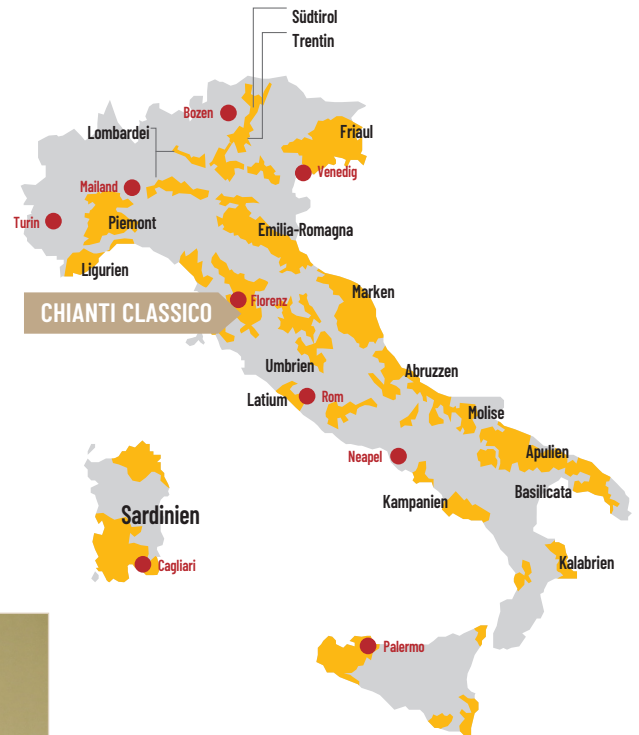 Südtirol
Trentin
Bozen
Lombardei
Friaul
Venedig
Mailand
Turin
Piemont
Emilia-Romagna
Ligurien
Marken
CHIANTI CLASSICO
Florenz
Umbrien
Abruzzen
Latium
Rom
Molise
Neapel
Apulien
Kampanien
Basilicata
Sardinien
Kalabrien
Cagliari
Palermo